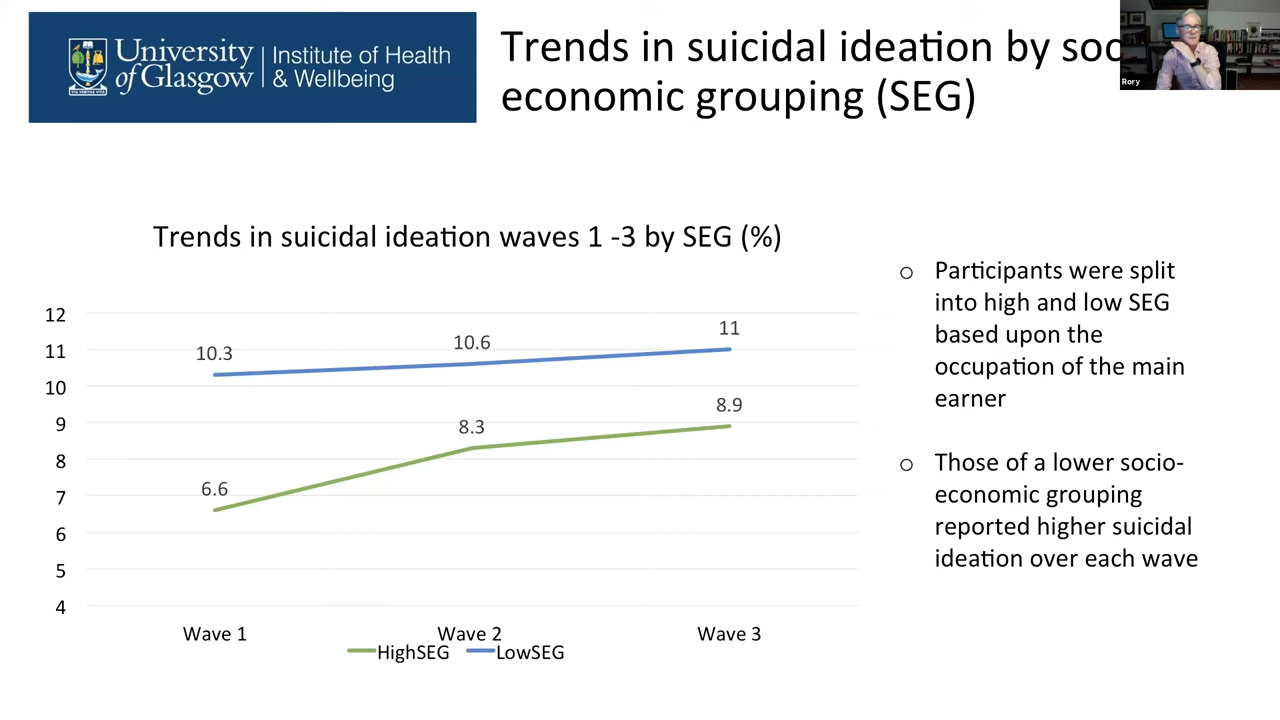 University of Glasgow
Institute of Health & Wellbeing
Trends in suicidal ideation by soc
economic grouping (SEG)
Rory
Trends in suicidal ideation waves 1 -3 by SEG (%)
12
11
10
9
8
7
6
5
4
10.3
10.6
11
6.6
8.3
8.9
Wave 1
Wave 2
Wave 3
HighSEG
LowSEG
o Participants were split
into high and low SEG
based upon the
occupation of the main
earner
o Those of a lower socio-
economic grouping
reported higher suicidal
ideation over each wave